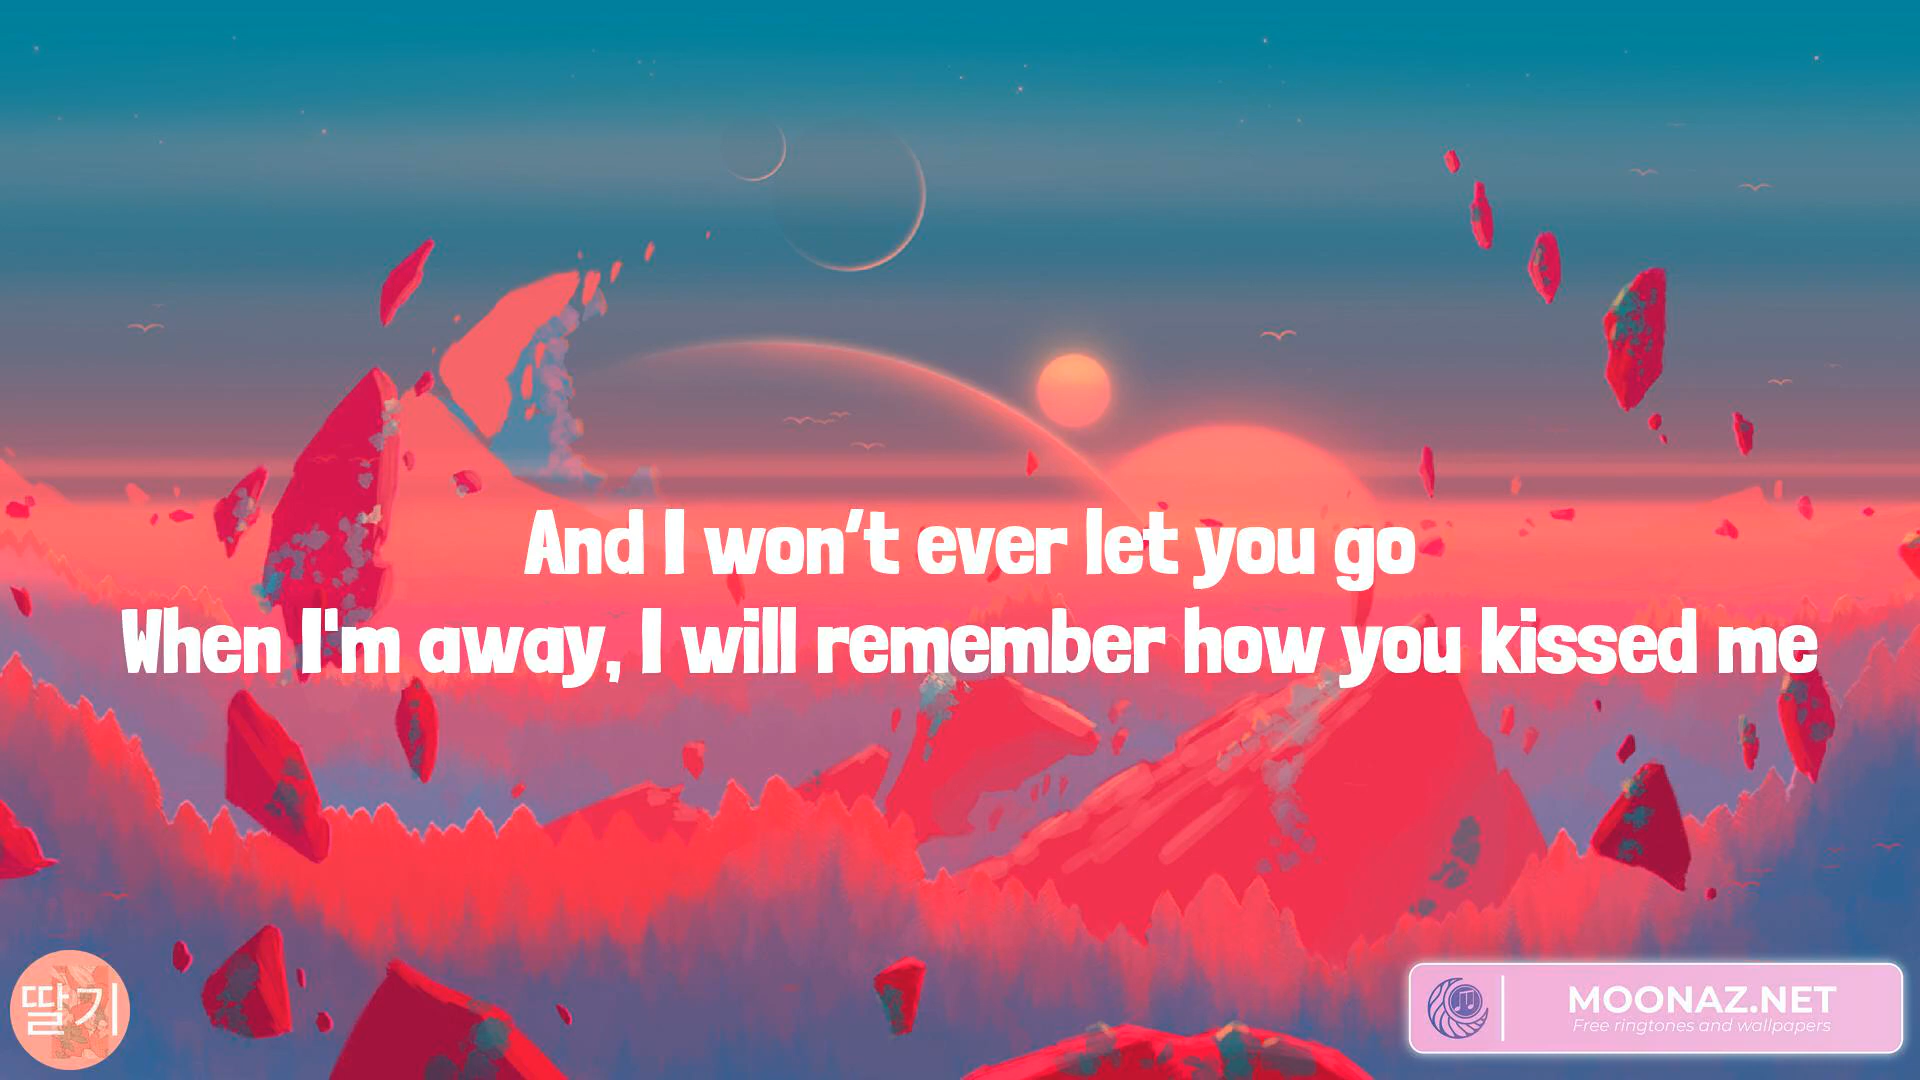 And I won’t ever let you go
When I'm away, I will remember how you kissed me
딸기
MOONAZ.NET
Free ringtones and wallpapers